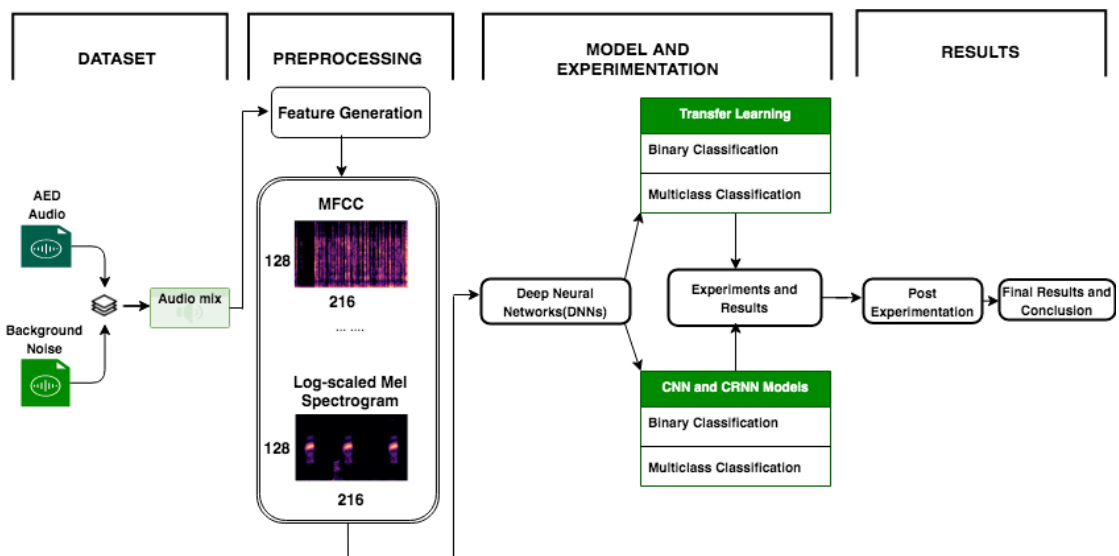 DATASET
PREPROCESSING
MODEL AND
EXPERIMENTATION
RESULTS
AED
Audio
Background
Noise
Audio mix
Feature Generation
MFCC
128
216
... ....
Log-scaled Mel
Spectrogram
128
216
Deep Neural
Networks(DNNs)
Transfer Learning
Binary Classification
Multiclass Classification
Experiments and
Results
CNN and CRNN Models
Binary Classification
Multiclass Classification
Post
Experimentation
Final Results and
Conclusion